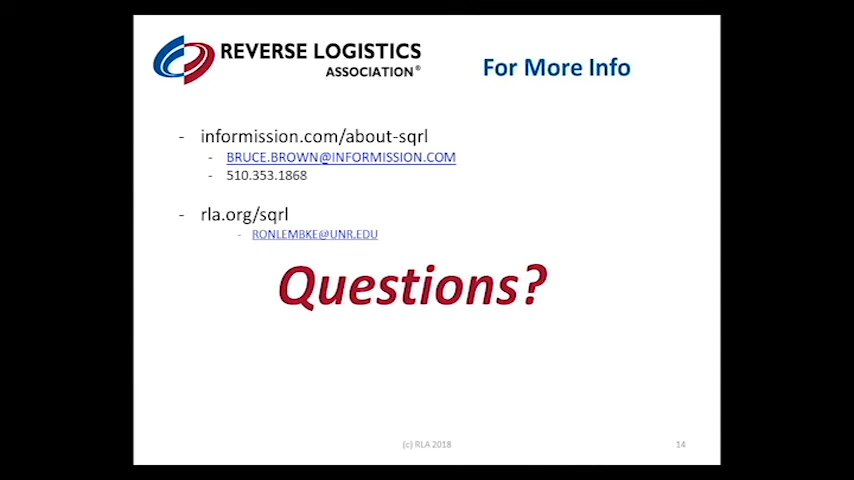 REVERSE LOGISTICS
ASSOCIATION®
For More Info
- informission.com/about-sqrl
- BRUCE.BROWN@INFORMISSION.COM
- 510.353.1868
- rla.org/sqrl
- RONLEMBKE@UNR.EDU
Questions?
(c) RLA 2018
14